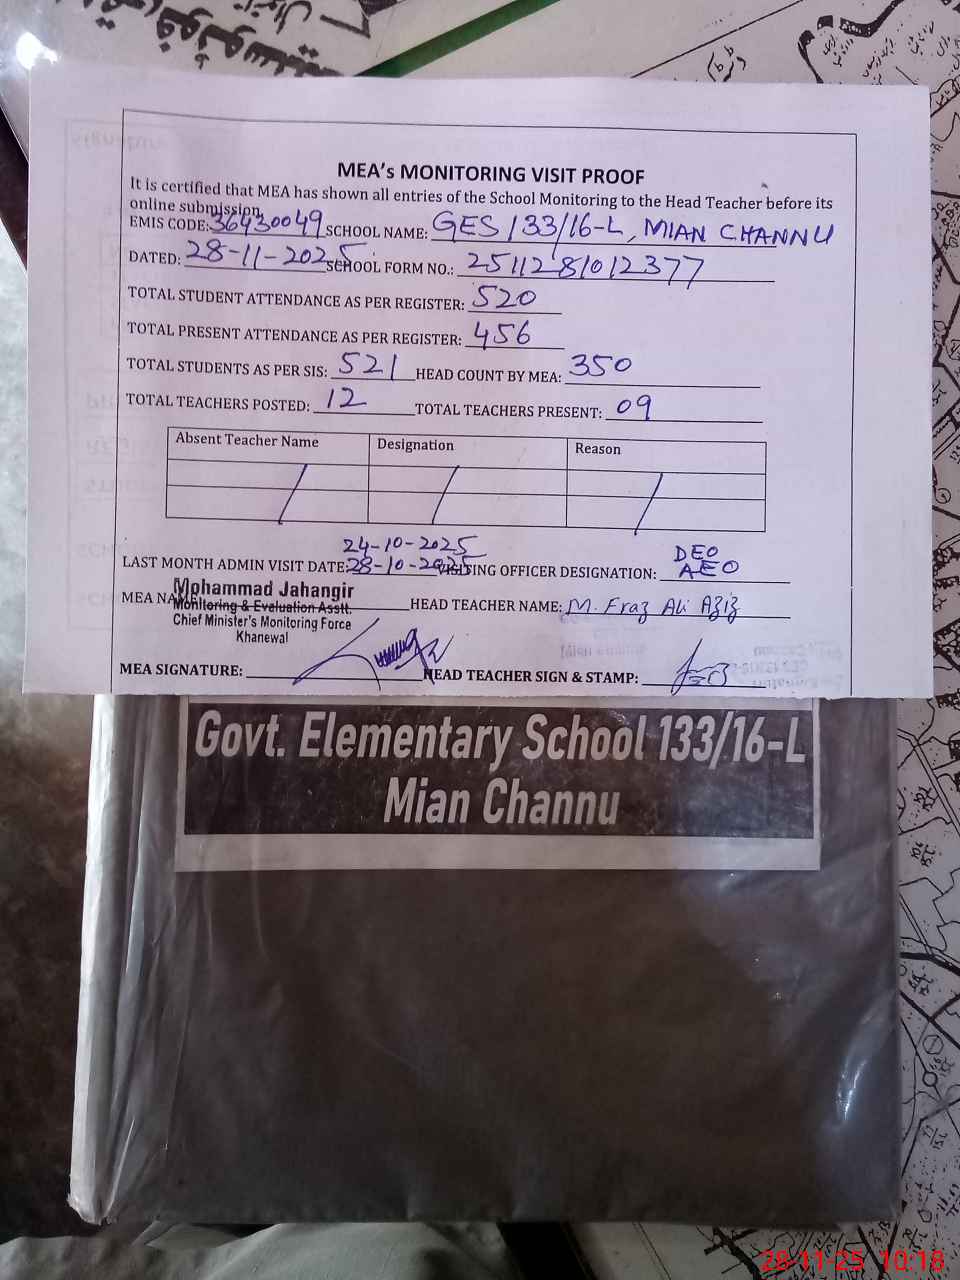 MEA's MONITORING VISIT PROOF
It is certified that MEA has shown all entries of the School Monitoring to the Head Teacher before its
online submission.
EMIS CODE: 36430049 SCHOOL NAME: GES 133/16-L, MIAN CHANNU
DATED: 28-11-2025 SCHOOL FORM NO.: 2511281012377
TOTAL STUDENT ATTENDANCE AS PER REGISTER: 520
TOTAL PRESENT ATTENDANCE AS PER REGISTER: 456
TOTAL STUDENTS AS PER SIS: 521 HEAD COUNT BY MEA: 350
TOTAL TEACHERS POSTED: 12 TOTAL TEACHERS PRESENT: 09
Absent Teacher Name Designation Reason
24-10-2025 DEO
LAST MONTH ADMIN VISIT DATE: 28-10-2025 VISITING OFFICER DESIGNATION: AEO
MEA NAME Mohammad Jahangir HEAD TEACHER NAME: M. Fraz Ali Aziz
Monitoring & Evaluation Asstt.
Chief Minister's Monitoring Force
Khanewal
MEA SIGNATURE: HEAD TEACHER SIGN & STAMP:
Govt. Elementary School 133/16-L
Mian Channu
28-11-25 10:18